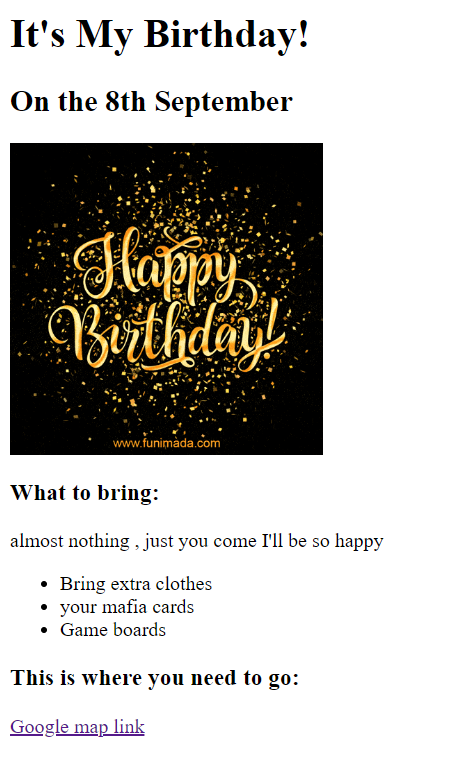 It's My Birthday!
On the 8th September
Happy
Birthday!
www.funimada.com
What to bring:
almost nothing , just you come I'll be so happy
Bring extra clothes
your mafia cards
Game boards
This is where you need to go:
Google map link